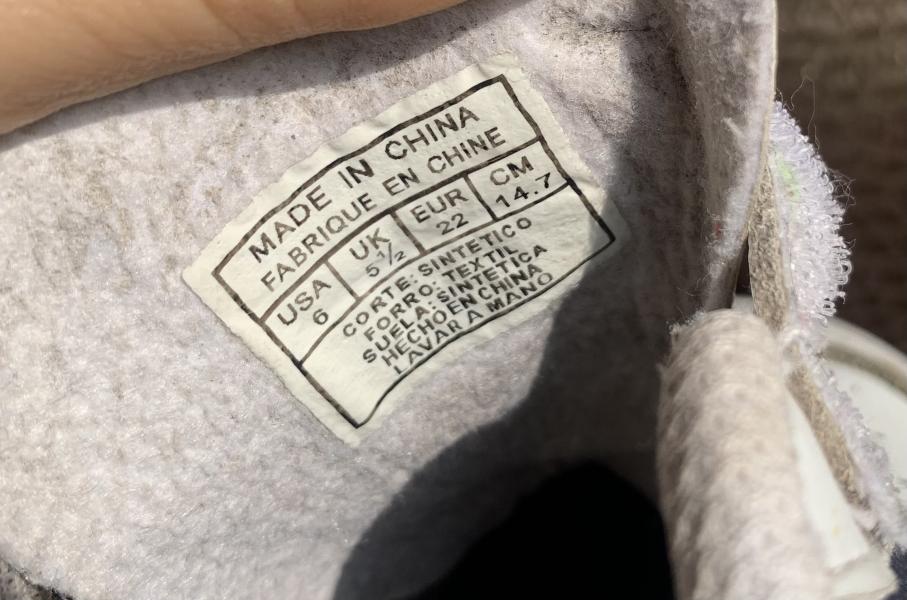 MADE IN CHINA
FABRIQUE EN CHINE
USA UK EUR CM
6 5½ 22 14.7
CORTE: SINTETICO
FORRO: TEXTIL
SUELA: SINTETICA
HECHO EN CHINA
LAVAR A MANO